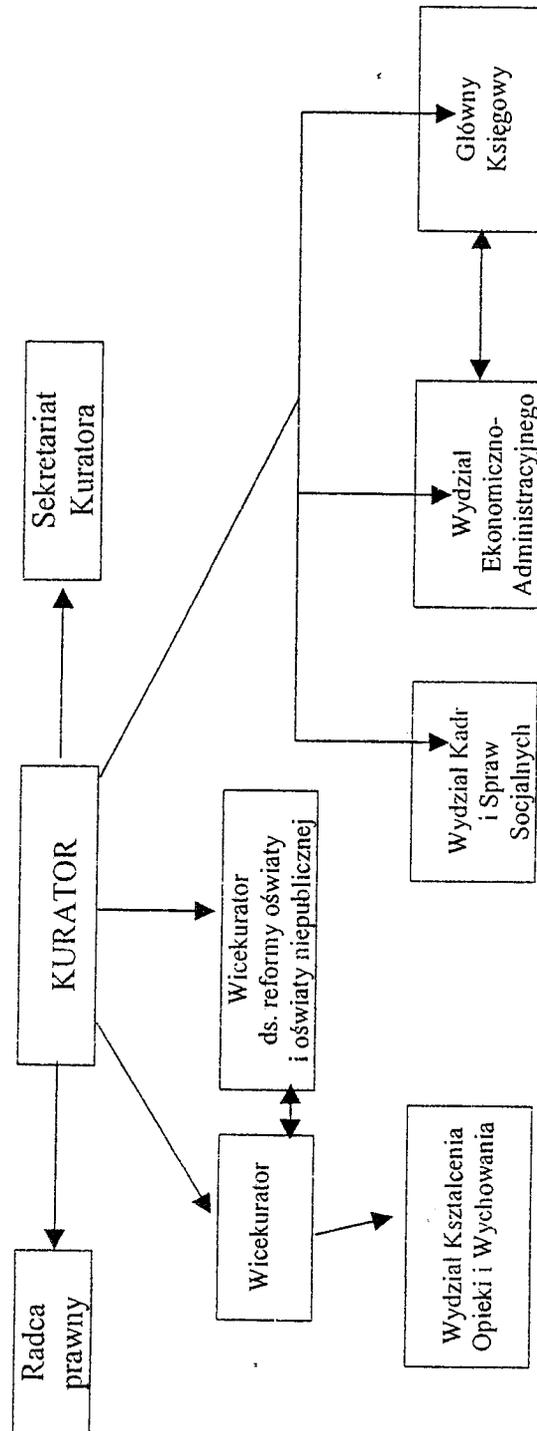 Radca
prawny
KURATOR
Sekretariat
Kuratora
Wicekurator
Wicekurator
ds. reformy oświaty
i oświaty niepublicznej
Wydział Kształcenia
Opieki i Wychowania
Wydział Kadr
i Spraw
Socjalnych
Wydział
Ekonomiczno-
Administracyjnego
Główny
Księgowy